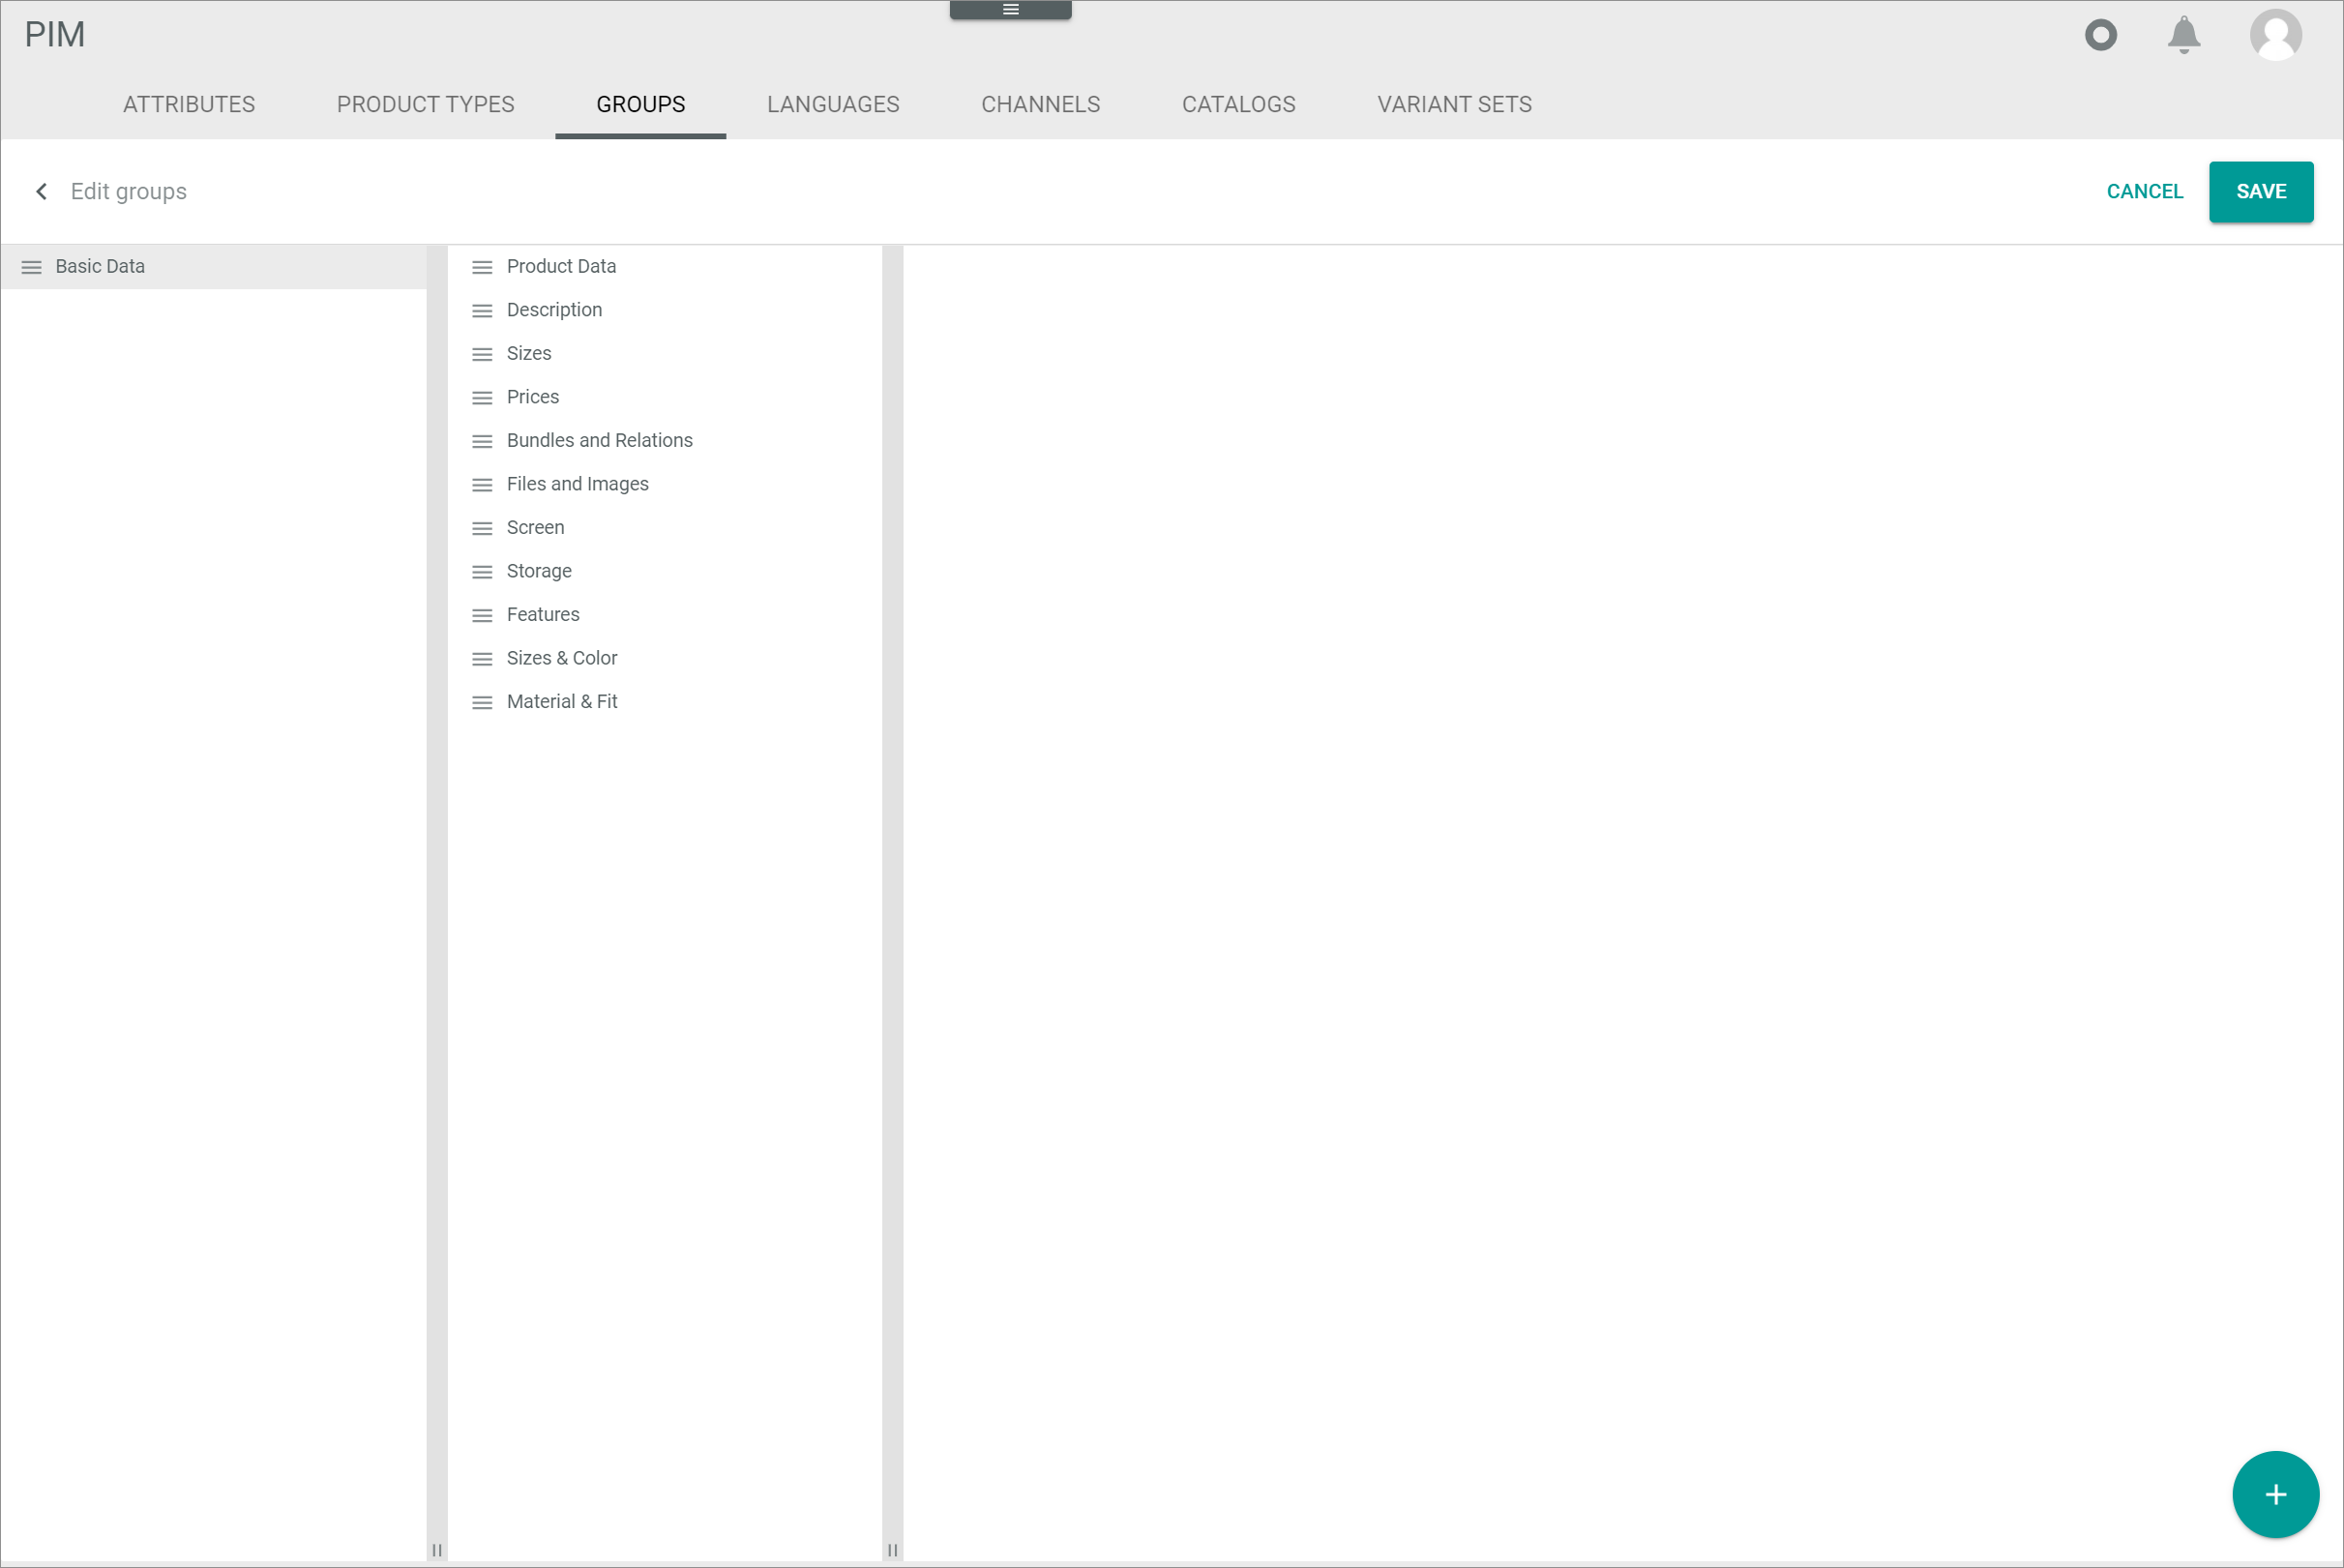 PIM
ATTRIBUTES PRODUCT TYPES GROUPS LANGUAGES CHANNELS CATALOGS VARIANT SETS
Edit groups
CANCEL SAVE
Basic Data
Product Data
Description
Sizes
Prices
Bundles and Relations
Files and Images
Screen
Storage
Features
Sizes & Color
Material & Fit